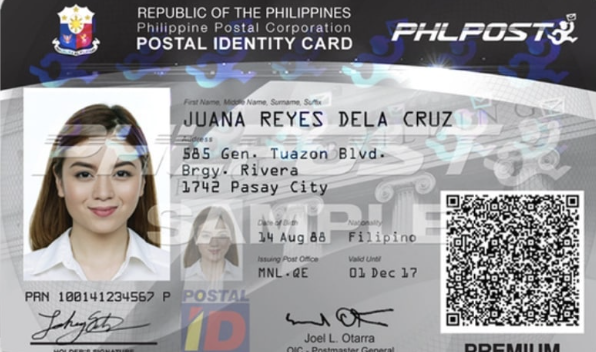 REPUBLIC OF THE PHILIPPINES
Philippine Postal Corporation
POSTAL IDENTITY CARD
PHLPOST
First Name, Middle Name, Surname, Suffix
JUANA REYES DELA CRUZ
Address
585 Gen. Tuazon Blvd.
Brgy. Rivera
1742 Pasay City
SAMPLE
Date of Birth
Nationality
14 Aug 88
Filipino
Issuing Post Office
Valid Until
MNL-QE
01 Dec 17
PRN 100141234567 P
POSTAL
ID
Joel L. Otarra
OIC - Postmaster General
HOLDER'S SIGNATURE
PREMIUM